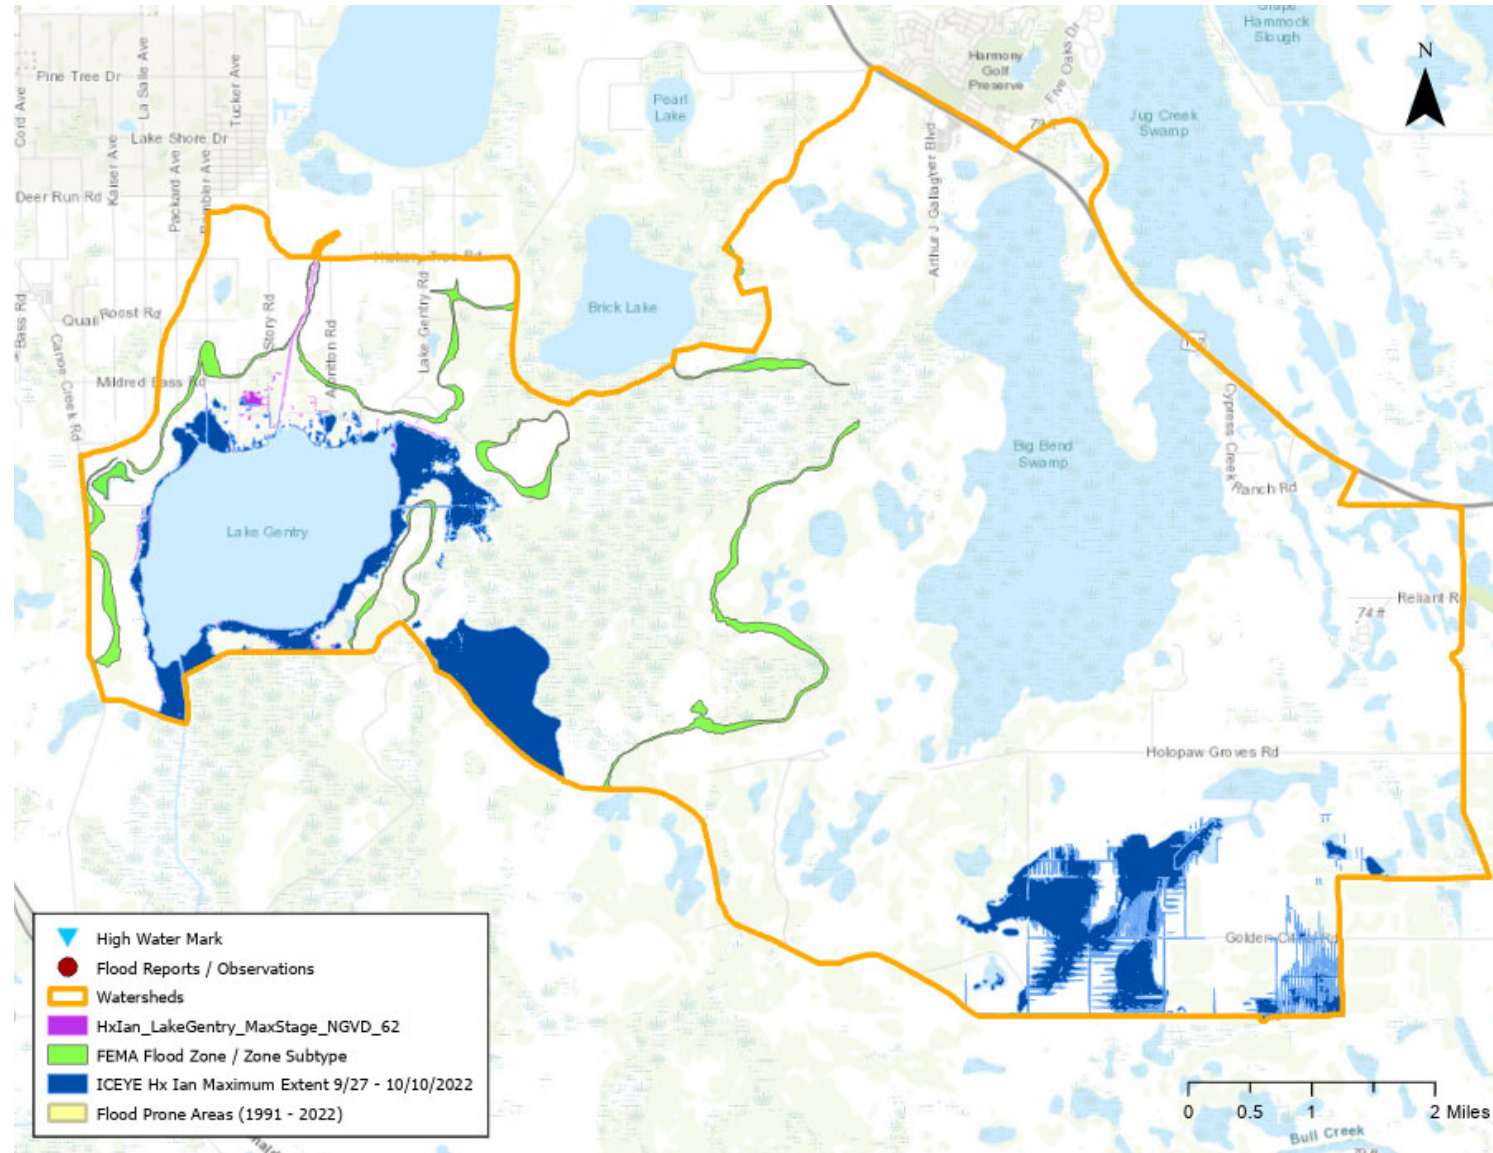 Grape
Hammock
Slough
N
Harmony
Golf
Preserve
Five Oaks Dr
Pine Tree Dr
La Salle Ave
Tucker Ave
Cord Ave
Pearl
Lake
Jug Creek
Swamp
79 ft
Lake Shore Dr
Kaiser Ave
Packard Ave
Rambler Ave
Arthur J Gallagher Blvd
Deer Run Rd
Hickory Tree Rd
Bass Rd
Quail Roost Rd
Story Rd
Lake Gentry Rd
Brick Lake
Canoe Creek Rd
Mildred Bass Rd
Cypress Creek
Ranch Rd
Big Bend
Swamp
Lake Gentry
Reliant R
74 ft
Holopaw Groves Rd
High Water Mark
Flood Reports / Observations
Watersheds
HxIan_LakeGentry_MaxStage_NGVD_62
FEMA Flood Zone / Zone Subtype
ICEYE Hx Ian Maximum Extent 9/27 - 10/10/2022
Flood Prone Areas (1991 - 2022)
0 0.5 1 2 Miles
Bull Creek